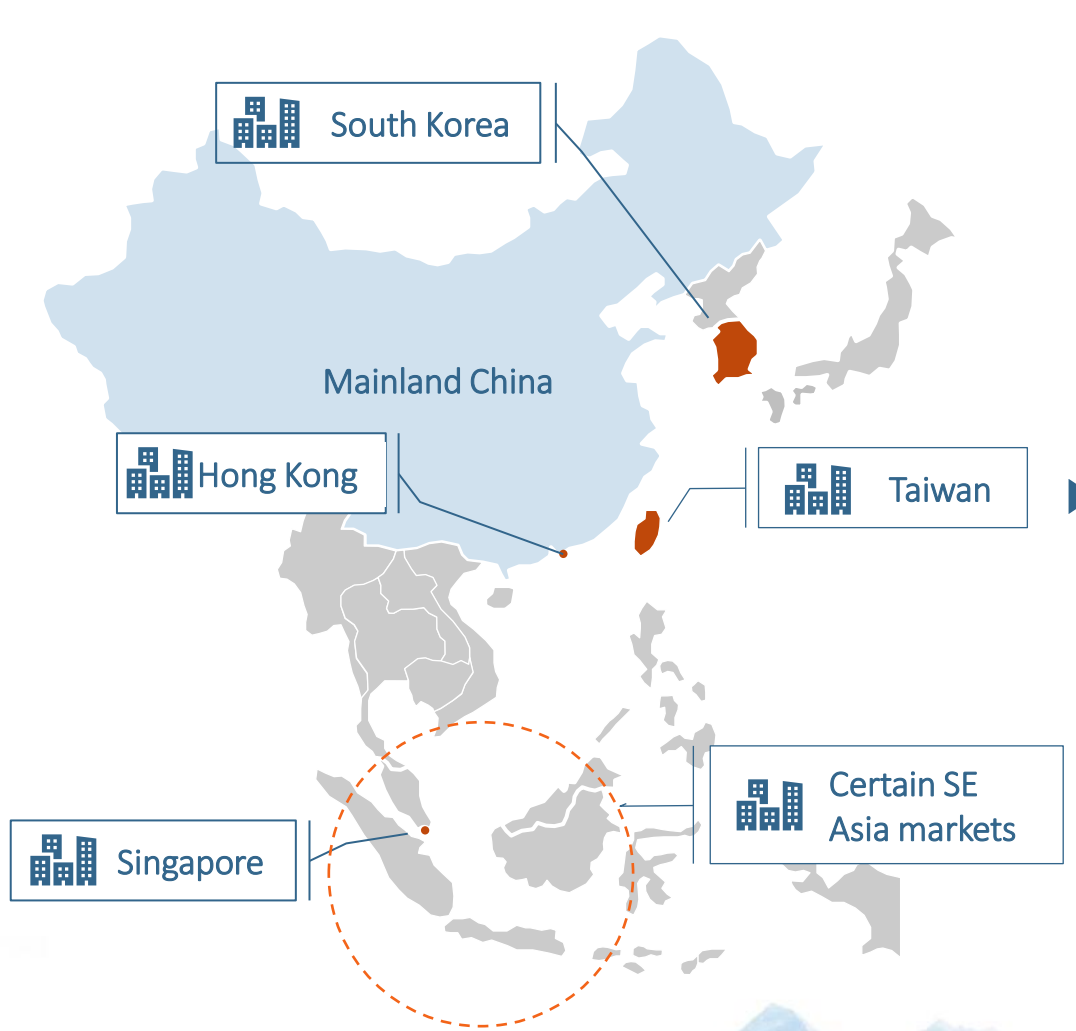 South Korea
Mainland China
Hong Kong
Taiwan
Certain SE
Asia markets
Singapore